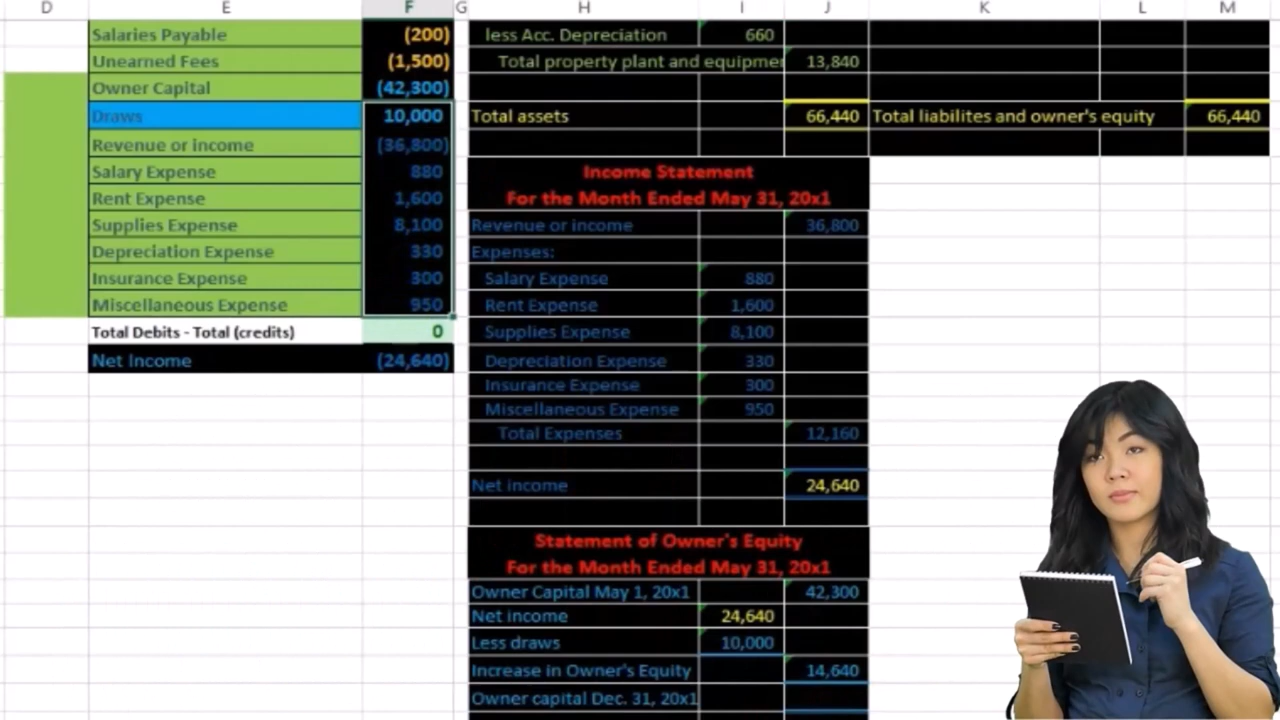 D E F G H I J K L M
Salaries Payable (200)
Unearned Fees (1,500)
Owner Capital (42,300)
Draws 10,000
Revenue or income (36,800)
Salary Expense 880
Rent Expense 1,600
Supplies Expense 8,100
Depreciation Expense 330
Insurance Expense 300
Miscellaneous Expense 950
Total Debits - Total (credits) 0
Net Income (24,640)
less Acc. Depreciation 660
Total property plant and equipmer 13,840
Total assets 66,440 Total liabilites and owner's equity 66,440
Income Statement
For the Month Ended May 31, 20x1
Revenue or income 36,800
Expenses:
Salary Expense 880
Rent Expense 1,600
Supplies Expense 8,100
Depreciation Expense 330
Insurance Expense 300
Miscellaneous Expense 950
Total Expenses 12,160
Net income 24,640
Statement of Owner's Equity
For the Month Ended May 31, 20x1
Owner Capital May 1, 20x1 42,300
Net income 24,640
Less draws 10,000
Increase in Owner's Equity 14,640
Owner capital Dec. 31, 20x1